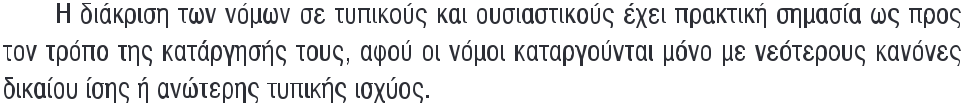 Η διάκριση των νόμων σε τυπικούς και ουσιαστικούς έχει πρακτική σημασία ως προς
τον τρόπο της κατάργησής τους, αφού οι νόμοι καταργούνται μόνο με νεότερους κανόνες
δικαίου ίσης ή ανώτερης τυπικής ισχύος.